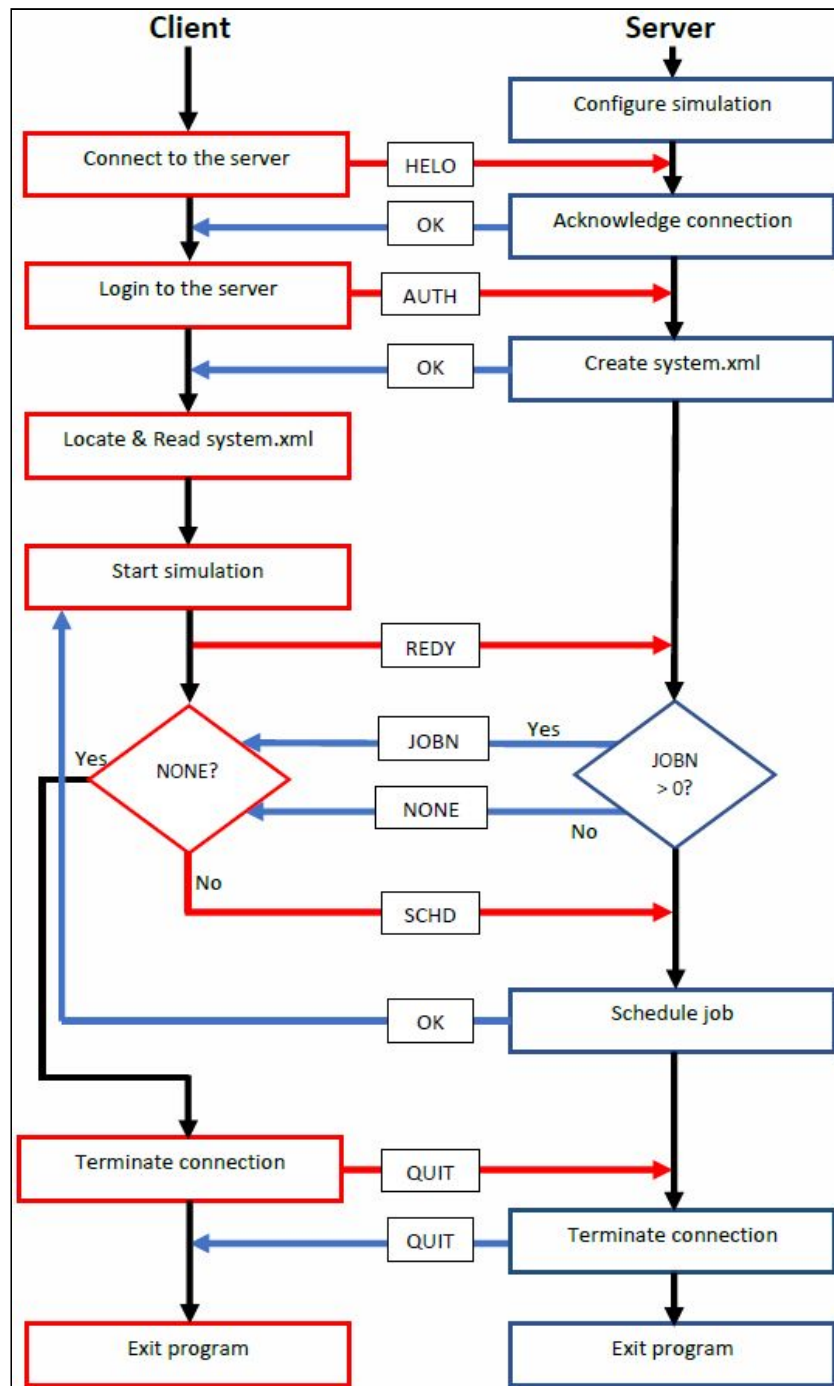 Client
Server
Configure simulation
Connect to the server
HELO
OK
Acknowledge connection
Login to the server
AUTH
OK
Create system.xml
Locate & Read system.xml
Start simulation
REDY
JOBN
Yes
Yes
NONE?
JOBN
> 0?
NONE
No
No
SCHD
OK
Schedule job
Terminate connection
QUIT
QUIT
Terminate connection
Exit program
Exit program